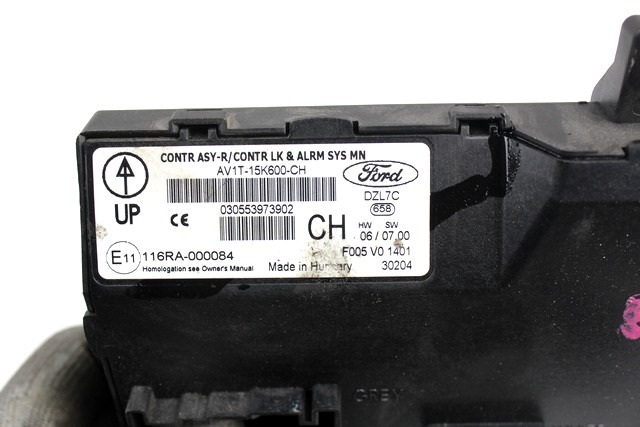 CONTR ASY-R/CONTR LK & ALRM SYS MN
AV1T-15K600-CH
Ford
DZL7C
658
UP
CE
030553973902
CH
HW SW
06 / 07.00
E11 116RA-000084
F005 V0 1401
Homologation see Owner's Manual
Made in Hungary
30204
GREY